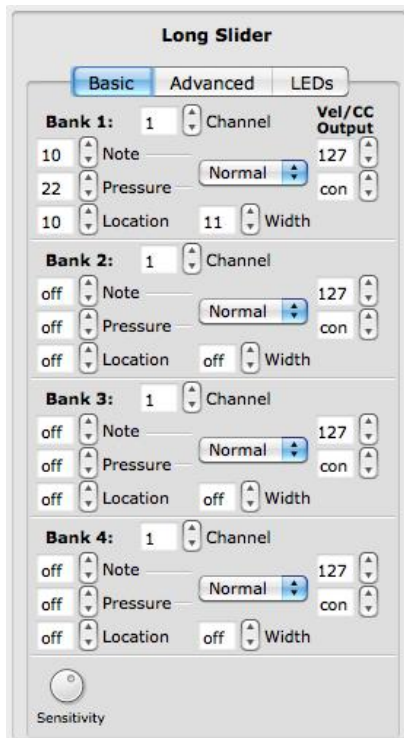 Long Slider
Basic Advanced LEDs
Bank 1: 1 Channel Vel/CC Output
10 Note Normal 127
22 Pressure con
10 Location 11 Width
Bank 2: 1 Channel
off Note Normal 127
off Pressure con
off Location off Width
Bank 3: 1 Channel
off Note Normal 127
off Pressure con
off Location off Width
Bank 4: 1 Channel
off Note Normal 127
off Pressure con
off Location off Width
Sensitivity